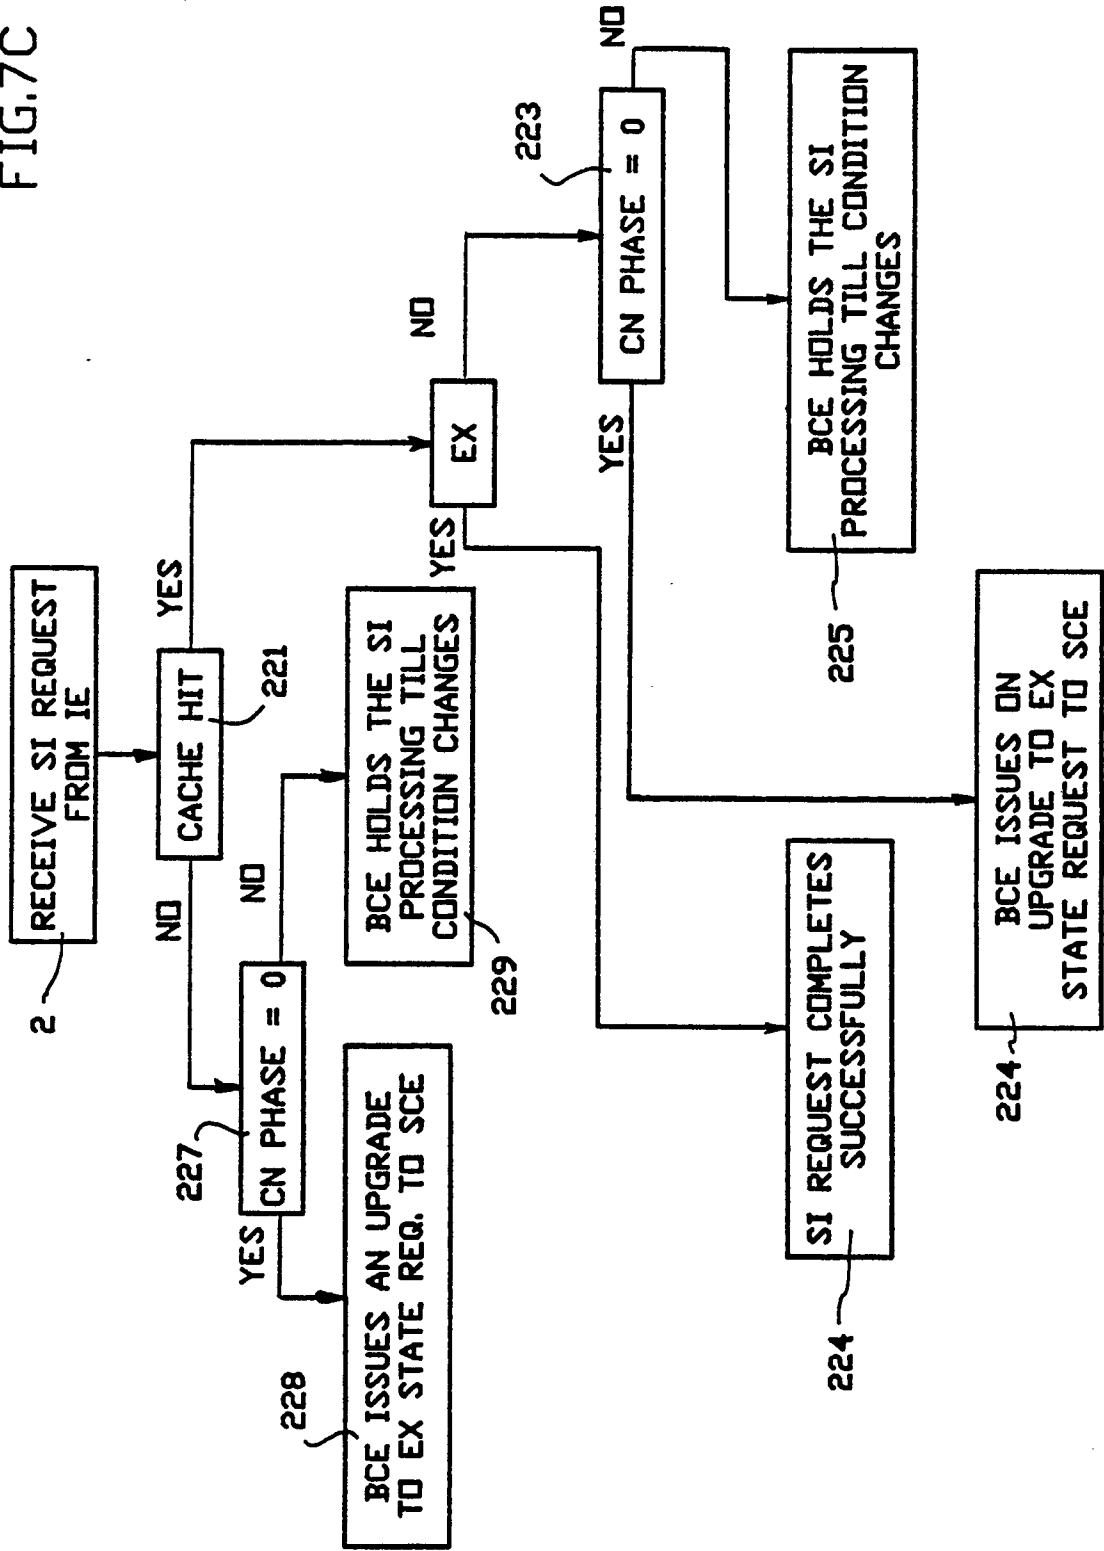 FIG.7C
RECEIVE SI REQUEST
FROM IE
2
CACHE HIT
221
NO
YES
227
CN PHASE = 0
YES
NO
228
BCE ISSUES AN UPGRADE
TO EX STATE REQ. TO SCE
BCE HOLDS THE SI
PROCESSING TILL
CONDITION CHANGES
229
EX
YES
NO
223
CN PHASE = 0
YES
NO
SI REQUEST COMPLETES
SUCCESSFULLY
224
BCE HOLDS THE SI
PROCESSING TILL CONDITION
CHANGES
225
BCE ISSUES ON
UPGRADE TO EX
STATE REQUEST TO SCE
224